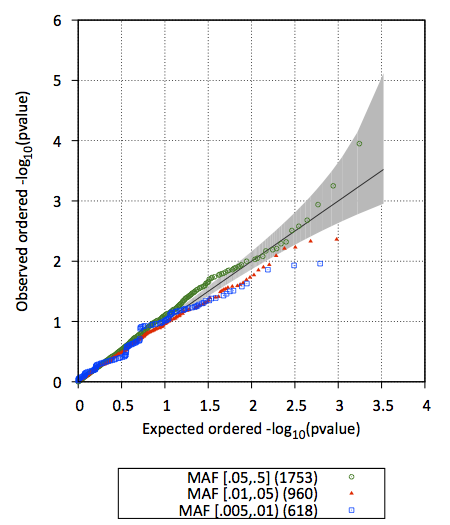 6
5
4
3
2
1
0
Observed ordered -log10(pvalue)
0 0.5 1 1.5 2 2.5 3 3.5 4
Expected ordered -log10(pvalue)
MAF [.05,.5] (1753)
MAF [.01,.05) (960)
MAF [.005,.01) (618)